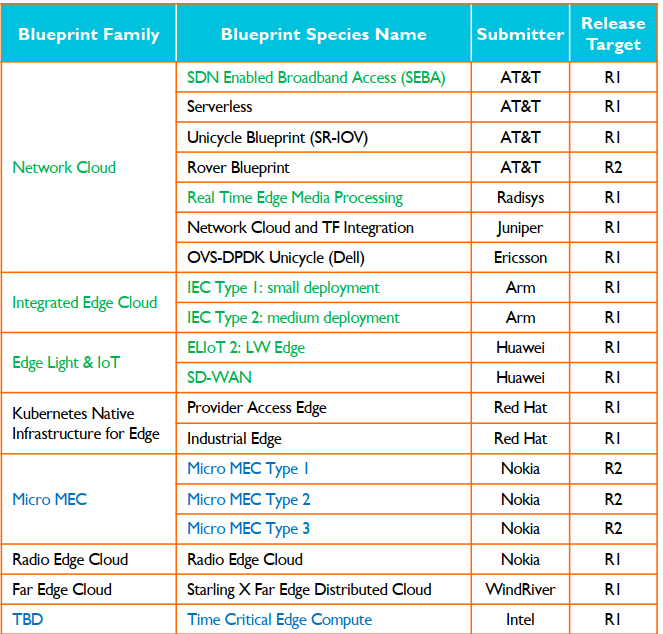 Blueprint Family Blueprint Species Name Submitter Release Target
Network Cloud
SDN Enabled Broadband Access (SEBA) AT&T R1
Serverless AT&T R1
Unicycle Blueprint (SR-IOV) AT&T R1
Rover Blueprint AT&T R2
Real Time Edge Media Processing Radisys R1
Network Cloud and TF Integration Juniper R1
OVS-DPDK Unicycle (Dell) Ericsson R1
Integrated Edge Cloud
IEC Type 1: small deployment Arm R1
IEC Type 2: medium deployment Arm R1
Edge Light & IoT
ELIoT 2: LW Edge Huawei R1
SD-WAN Huawei R1
Kubernetes Native
Infrastructure for Edge
Provider Access Edge Red Hat R1
Industrial Edge Red Hat R1
Micro MEC
Micro MEC Type 1 Nokia R2
Micro MEC Type 2 Nokia R2
Micro MEC Type 3 Nokia R2
Radio Edge Cloud Radio Edge Cloud Nokia R1
Far Edge Cloud Starling X Far Edge Distributed Cloud WindRiver R1
TBD Time Critical Edge Compute Intel R1